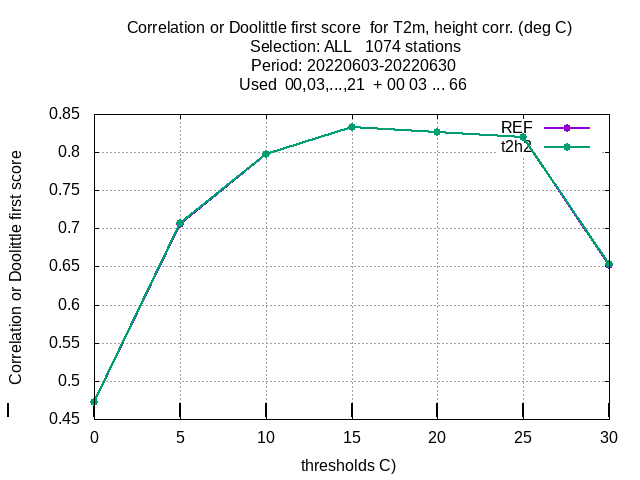 Correlation or Doolittle first score  for T2m, height corr. (deg C)
Selection: ALL   1074 stations
Period: 20220603-20220630
Used  00,03,...,21  + 00 03 ... 66
REF
t2h2
0.85
0.8
0.75
0.7
0.65
0.6
0.55
0.5
0.45
Correlation or Doolittle first score
0 5 10 15 20 25 30
thresholds C)